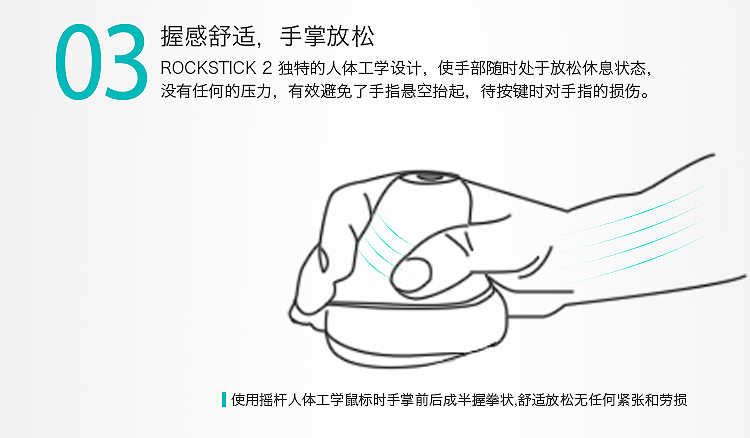 03
握感舒适，手掌放松
ROCKSTICK 2 独特的人体工学设计，使手部随时处于放松休息状态，
没有任何的压力，有效避免了手指悬空抬起，待按键时对手指的损伤。
使用摇杆人体工学鼠标时手掌前后成半握拳状,舒适放松无任何紧张和劳损